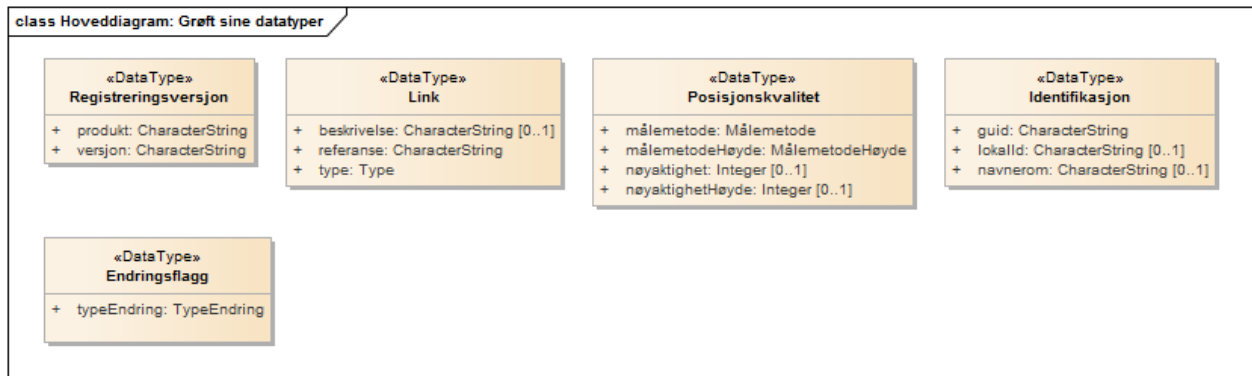 class Hoveddiagram: Grøft sine datatyper
«DataType»
Registreringsversjon
+ produkt: CharacterString
+ versjon: CharacterString
«DataType»
Link
+ beskrivelse: CharacterString [0..1]
+ referanse: CharacterString
+ type: Type
«DataType»
Posisjonskvalitet
+ målemetode: Målemetode
+ målemetodeHøyde: MålemetodeHøyde
+ nøyaktighet: Integer [0..1]
+ nøyaktighetHøyde: Integer [0..1]
«DataType»
Identifikasjon
+ guid: CharacterString
+ lokalId: CharacterString [0..1]
+ navnerom: CharacterString [0..1]
«DataType»
Endringsflagg
+ typeEndring: TypeEndring